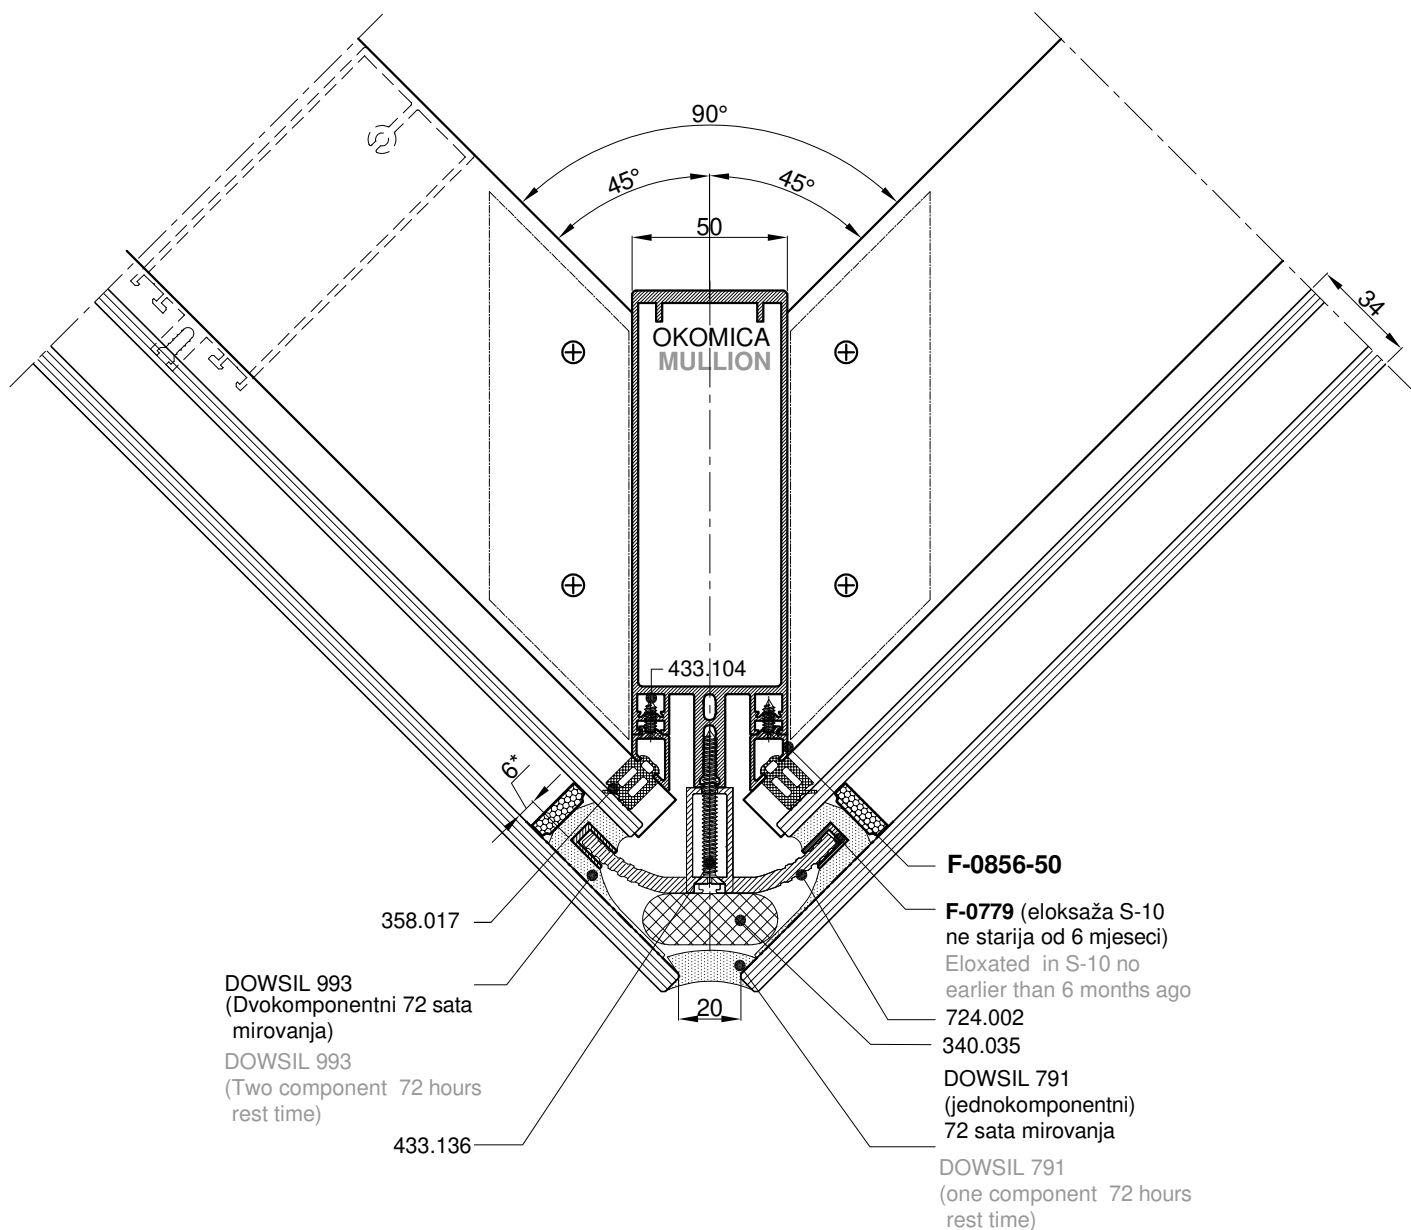 90°
45°
45°
50
34
OKOMICA
MULLION
433.104
6*
F-0856-50
358.017
F-0779 (eloksaža S-10
ne starija od 6 mjeseci)
Eloxated in S-10 no
earlier than 6 months ago
724.002
340.035
20
DOWSIL 993
(Dvokomponentni 72 sata
mirovanja)
DOWSIL 993
(Two component 72 hours
rest time)
433.136
DOWSIL 791
(jednokomponentni)
72 sata mirovanja
DOWSIL 791
(one component 72 hours
rest time)